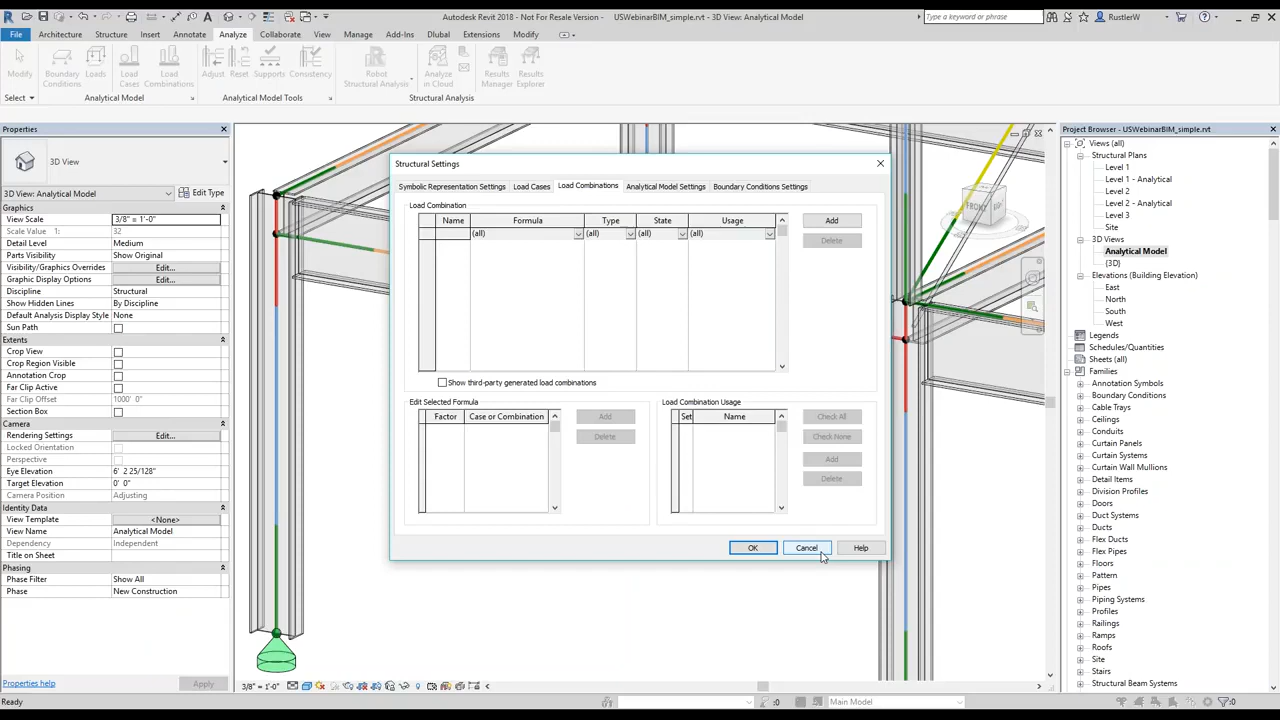 Autodesk Revit 2018 - Not For Resale Version - USWebinarBIM_simple.rvt - 3D View: Analytical Model
Type a keyword or phrase
RustlerW
File Architecture Structure Insert Annotate Analyze Collaborate View Manage Add-Ins Dlubal Extensions Modify
Modify
Boundary Conditions
Loads
Load Cases
Load Combinations
Adjust
Reset
Supports
Consistency
Robot Structural Analysis
Analyze in Cloud
Results Manager
Results Explorer
Select
Analytical Model
Analytical Model Tools
Structural Analysis
Properties
3D View
3D View: Analytical Model
Edit Type
Graphics
View Scale 3/8" = 1'-0"
Scale Value 1: 32
Detail Level Medium
Parts Visibility Show Original
Visibility/Graphics Overrides Edit...
Graphic Display Options Edit...
Discipline Structural
Show Hidden Lines By Discipline
Default Analysis Display Style None
Sun Path
Extents
Crop View
Crop Region Visible
Annotation Crop
Far Clip Active
Far Clip Offset 1000' 0"
Section Box
Camera
Rendering Settings Edit...
Locked Orientation
Perspective
Eye Elevation 6' 2 25/128"
Target Elevation 0' 0"
Camera Position Adjusting
Identity Data
View Template <None>
View Name Analytical Model
Dependency Independent
Title on Sheet
Phasing
Phase Filter Show All
Phase New Construction
Properties help
Apply
Structural Settings
Symbolic Representation Settings Load Cases Load Combinations Analytical Model Settings Boundary Conditions Settings
Load Combination
Name Formula Type State Usage
(all) (all) (all) (all)
Add
Delete
Show third-party generated load combinations
Edit Selected Formula
Factor Case or Combination
Add
Delete
Load Combination Usage
Set Name
Check All
Check None
Add
Delete
OK Cancel Help
FRONT
Project Browser - USWebinarBIM_simple.rvt
Views (all)
Structural Plans
Level 1
Level 1 - Analytical
Level 2
Level 2 - Analytical
Level 3
Site
3D Views
Analytical Model
{3D}
Elevations (Building Elevation)
East
North
South
West
Legends
Schedules/Quantities
Sheets (all)
Families
Annotation Symbols
Boundary Conditions
Cable Trays
Ceilings
Conduits
Curtain Panels
Curtain Systems
Curtain Wall Mullions
Detail Items
Division Profiles
Duct Systems
Ducts
Flex Ducts
Flex Pipes
Floors
Pattern
Pipes
Piping Systems
Profiles
Railings
Ramps
Roofs
Site
Stairs
Structural Beam Systems
3/8" = 1'-0"
Ready
:0
Main Model
:0